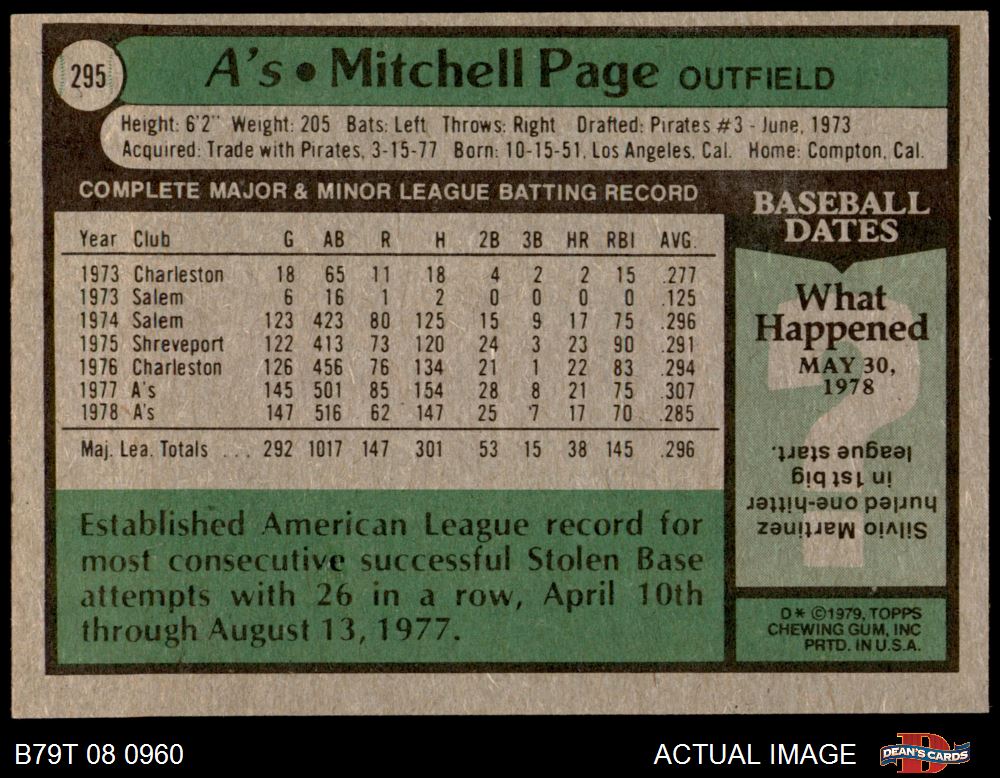 295
A's • Mitchell Page OUTFIELD
Height: 6'2" Weight: 205 Bats: Left Throws: Right Drafted: Pirates #3 - June, 1973
Acquired: Trade with Pirates, 3-15-77 Born: 10-15-51, Los Angeles, Cal. Home: Compton, Cal.
COMPLETE MAJOR & MINOR LEAGUE BATTING RECORD
Year Club G AB R H 2B 3B HR RBI AVG.
1973 Charleston 18 65 11 18 4 2 2 15 .277
1973 Salem 6 16 1 2 0 0 0 0 .125
1974 Salem 123 423 80 125 15 9 17 75 .296
1975 Shreveport 122 413 73 120 24 3 23 90 .291
1976 Charleston 126 456 76 134 21 1 22 83 .294
1977 A's 145 501 85 154 28 8 21 75 .307
1978 A's 147 516 62 147 25 7 17 70 .285
Maj. Lea. Totals ... 292 1017 147 301 53 15 38 145 .296
Established American League record for
most consecutive successful Stolen Base
attempts with 26 in a row, April 10th
through August 13, 1977.
BASEBALL
DATES
What
Happened
MAY 30,
1978
Silvio Martinez
hurled one-hitter
in 1st big
league start.
D* ©1979, TOPPS
CHEWING GUM, INC
PRTD. IN U.S.A.
B79T 08 0960
ACTUAL IMAGE
DEAN'S CARDS